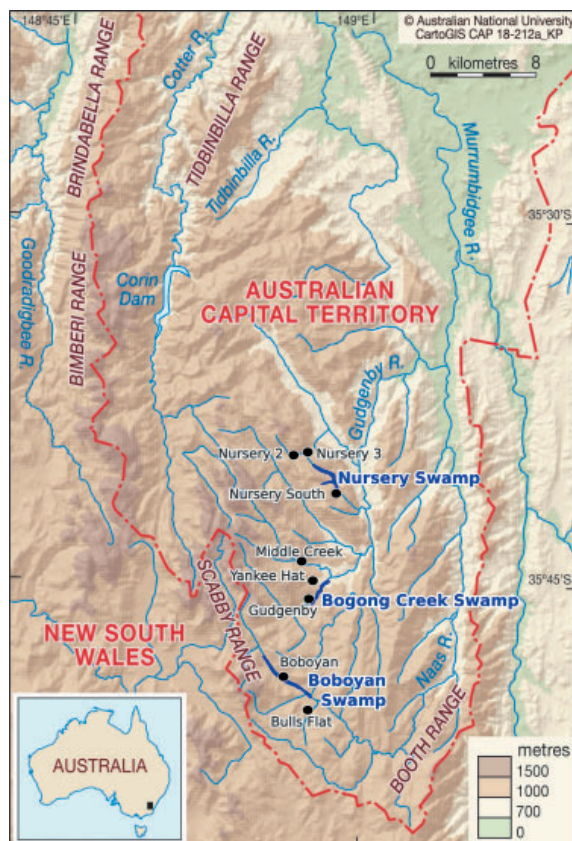 148°45'E
149°E
© Australian National University
CartoGIS CAP 18-212a_KP
0 kilometres 8
Cotter R.
BRINDABELLA RANGE
TIDBINBILLA RANGE
Tidbinbilla R.
Murrumbidgee R.
35°30'S
Goodradigbee R.
Corin
Dam
AUSTRALIAN
CAPITAL TERRITORY
BIMBERI RANGE
Gudgenby R.
Nursery 2
Nursery 3
Nursery Swamp
Nursery South
Middle Creek
Yankee Hat
35°45'S
Gudgenby
Bogong Creek Swamp
SCABBY RANGE
NEW SOUTH
WALES
Naas R.
Boboyan
Boboyan
Swamp
Bulls Flat
BOOTH RANGE
AUSTRALIA
metres
1500
1000
700
0